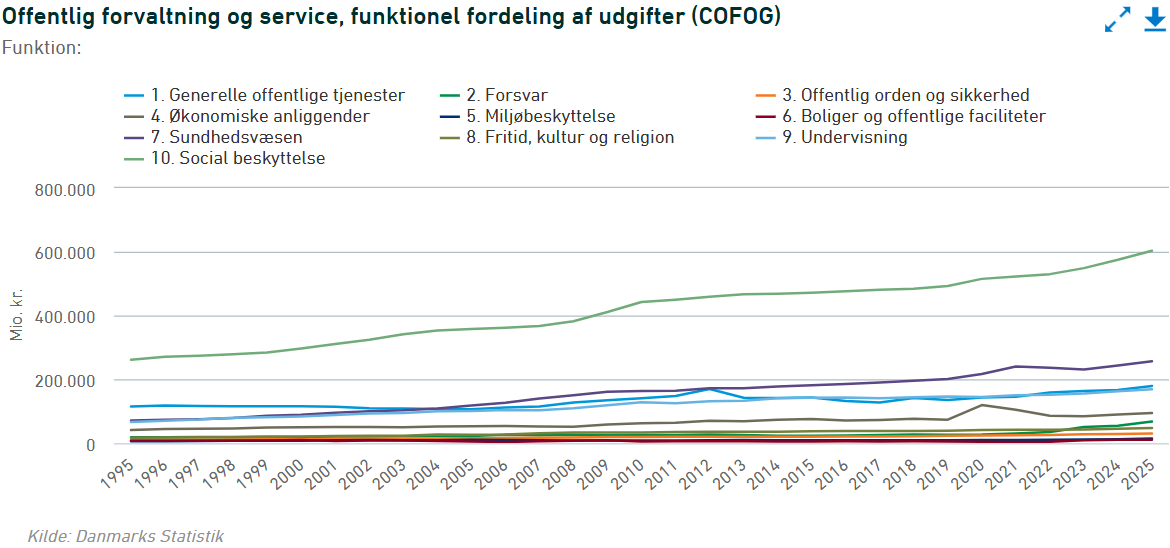 Offentlig forvaltning og service, funktionel fordeling af udgifter (COFOG)
Funktion:
1. Generelle offentlige tjenester
2. Forsvar
3. Offentlig orden og sikkerhed
4. Økonomiske anliggender
5. Miljøbeskyttelse
6. Boliger og offentlige faciliteter
7. Sundhedsvæsen
8. Fritid, kultur og religion
9. Undervisning
10. Social beskyttelse
Mio. kr.
800.000
600.000
400.000
200.000
0
1995
1996
1997
1998
1999
2000
2001
2002
2003
2004
2005
2006
2007
2008
2009
2010
2011
2012
2013
2014
2015
2016
2017
2018
2019
2020
2021
2022
2023
2024
2025
Kilde: Danmarks Statistik